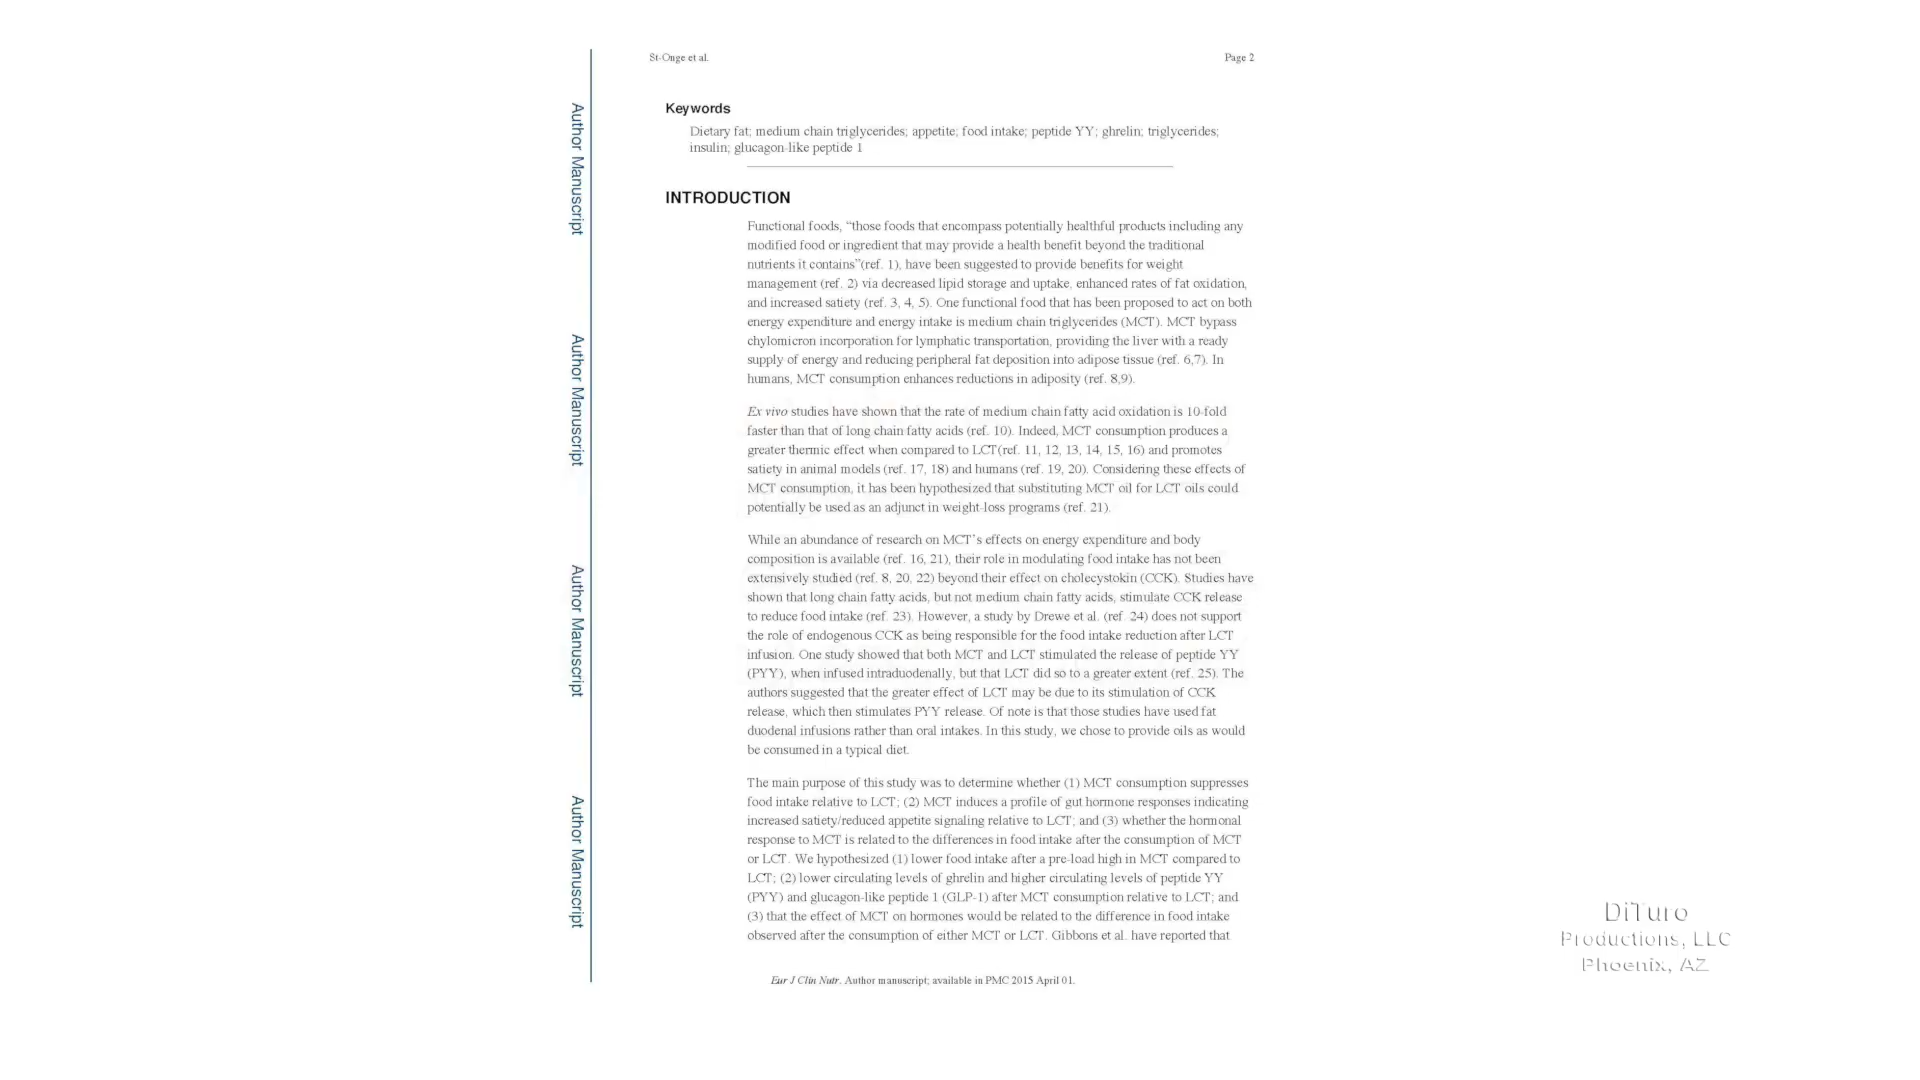 St-Onge et al.
Page 2
Keywords
Dietary fat; medium chain triglycerides; appetite; food intake; peptide YY; ghrelin; triglycerides;
insulin; glucagon-like peptide 1
INTRODUCTION
Functional foods, “those foods that encompass potentially healthful products including any
modified food or ingredient that may provide a health benefit beyond the traditional
nutrients it contains”(ref. 1), have been suggested to provide benefits for weight
management (ref. 2) via decreased lipid storage and uptake, enhanced rates of fat oxidation,
and increased satiety (ref. 3, 4, 5). One functional food that has been proposed to act on both
energy expenditure and energy intake is medium chain triglycerides (MCT). MCT bypass
chylomicron incorporation for lymphatic transportation, providing the liver with a ready
supply of energy and reducing peripheral fat deposition into adipose tissue (ref. 6,7). In
humans, MCT consumption enhances reductions in adiposity (ref. 8,9).
Ex vivo studies have shown that the rate of medium chain fatty acid oxidation is 10-fold
faster than that of long chain fatty acids (ref. 10). Indeed, MCT consumption produces a
greater thermic effect when compared to LCT(ref. 11, 12, 13, 14, 15, 16) and promotes
satiety in animal models (ref. 17, 18) and humans (ref. 19, 20). Considering these effects of
MCT consumption, it has been hypothesized that substituting MCT oil for LCT oils could
potentially be used as an adjunct in weight-loss programs (ref. 21).
While an abundance of research on MCT's effects on energy expenditure and body
composition is available (ref. 16, 21), their role in modulating food intake has not been
extensively studied (ref. 8, 20, 22) beyond their effect on cholecystokin (CCK). Studies have
shown that long chain fatty acids, but not medium chain fatty acids, stimulate CCK release
to reduce food intake (ref. 23). However, a study by Drewe et al. (ref. 24) does not support
the role of endogenous CCK as being responsible for the food intake reduction after LCT
infusion. One study showed that both MCT and LCT stimulated the release of peptide YY
(PYY), when infused intraduodenally, but that LCT did so to a greater extent (ref. 25). The
authors suggested that the greater effect of LCT may be due to its stimulation of CCK
release, which then stimulates PYY release. Of note is that those studies have used fat
duodenal infusions rather than oral intakes. In this study, we chose to provide oils as would
be consumed in a typical diet.
The main purpose of this study was to determine whether (1) MCT consumption suppresses
food intake relative to LCT; (2) MCT induces a profile of gut hormone responses indicating
increased satiety/reduced appetite signaling relative to LCT; and (3) whether the hormonal
response to MCT is related to the differences in food intake after the consumption of MCT
or LCT. We hypothesized (1) lower food intake after a pre-load high in MCT compared to
LCT; (2) lower circulating levels of ghrelin and higher circulating levels of peptide YY
(PYY) and glucagon-like peptide 1 (GLP-1) after MCT consumption relative to LCT; and
(3) that the effect of MCT on hormones would be related to the difference in food intake
observed after the consumption of either MCT or LCT. Gibbons et al. have reported that
Eur J Clin Nutr. Author manuscript; available in PMC 2015 April 01.
Author Manuscript
Author Manuscript
Author Manuscript
Author Manuscript
DiTuro
Productions, LLC
Phoenix, AZ